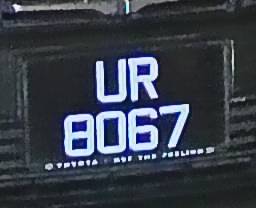 UR
8067
TOYOTA - GET THE FEELING